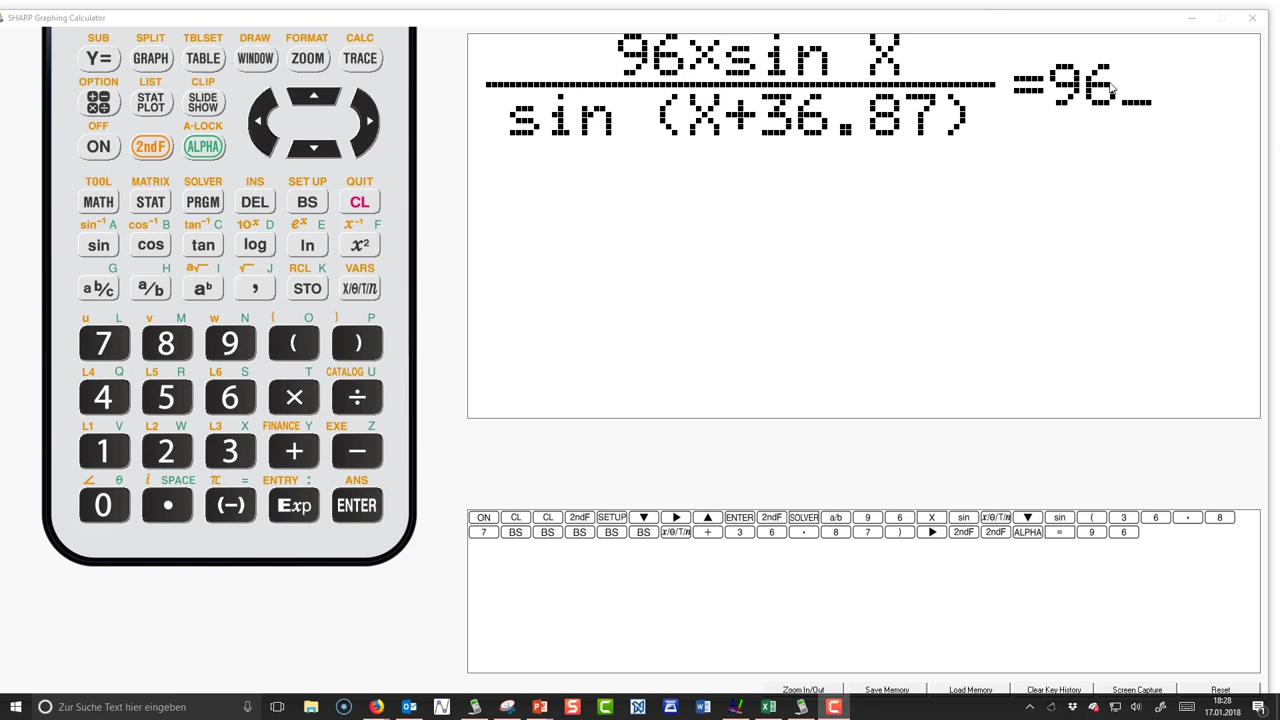 SHARP Graphing Calculator
SUB SPLIT TBLSET DRAW FORMAT CALC
Y= GRAPH TABLE WINDOW ZOOM TRACE
OPTION LIST CLIP
STAT PLOT SLIDE SHOW
OFF A-LOCK
ON 2ndF ALPHA
TOOL MATRIX SOLVER INS SET UP QUIT
MATH STAT PRGM DEL BS CL
sin⁻¹ A cos⁻¹ B tan⁻¹ C 10ˣ D eˣ E x⁻¹ F
sin cos tan log ln x²
G H a√ I √ J RCL K VARS
a b/c a/b aᵇ , STO X/θ/T/n
u L v M w N { O } P
7 8 9 ( )
L4 Q L5 R L6 S T CATALOG U
4 5 6 × ÷
L1 V L2 W L3 X FINANCE Y EXE Z
1 2 3 + −
∠ θ i SPACE π = ENTRY : ANS
0 • (−) Exp ENTER
96×sin X
sin (X+36.87)
=96_
ON CL CL 2ndF SETUP ▼ ▶ ▲ ENTER 2ndF SOLVER a/b 9 6 X sin x/θ/T/n ▼ sin ( 3 6 · 8
7 BS BS BS BS BS x/θ/T/n + 3 6 · 8 7 ) ▶ 2ndF 2ndF ALPHA = 9 6
Zoom In/Out Save Memory Load Memory Clear Key History Screen Capture Reset
Zur Suche Text hier eingeben
18:28
17.01.2018